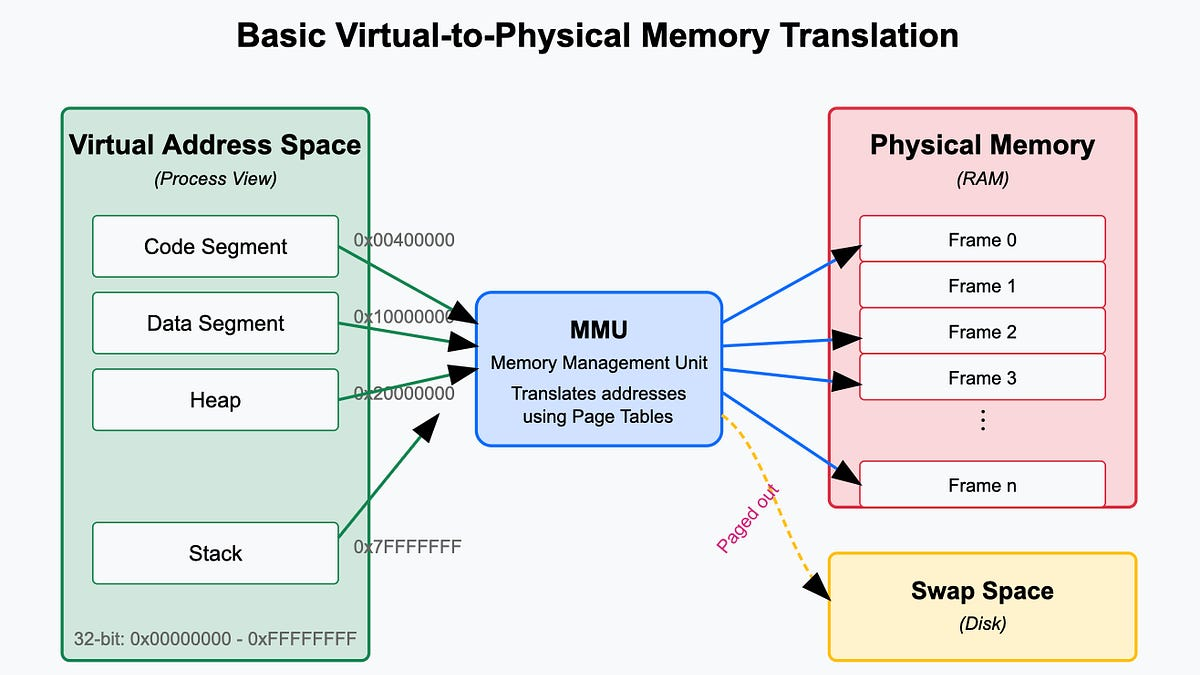 Basic Virtual-to-Physical Memory Translation
Virtual Address Space
(Process View)
Code Segment
0x00400000
Data Segment
0x10000000
Heap
0x20000000
Stack
0x7FFFFFFF
32-bit: 0x00000000 - 0xFFFFFFFF
MMU
Memory Management Unit
Translates addresses
using Page Tables
Paged out
Physical Memory
(RAM)
Frame 0
Frame 1
Frame 2
Frame 3
⋮
Frame n
Swap Space
(Disk)